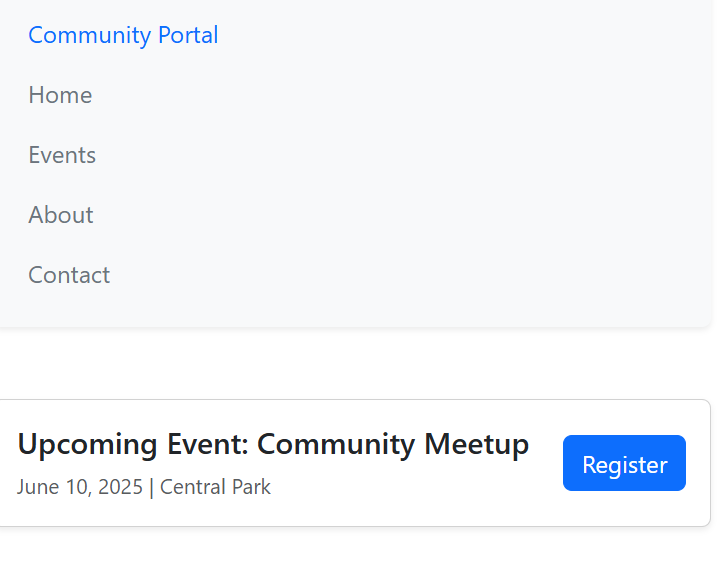 Community Portal
Home
Events
About
Contact
Upcoming Event: Community Meetup
June 10, 2025 | Central Park
Register